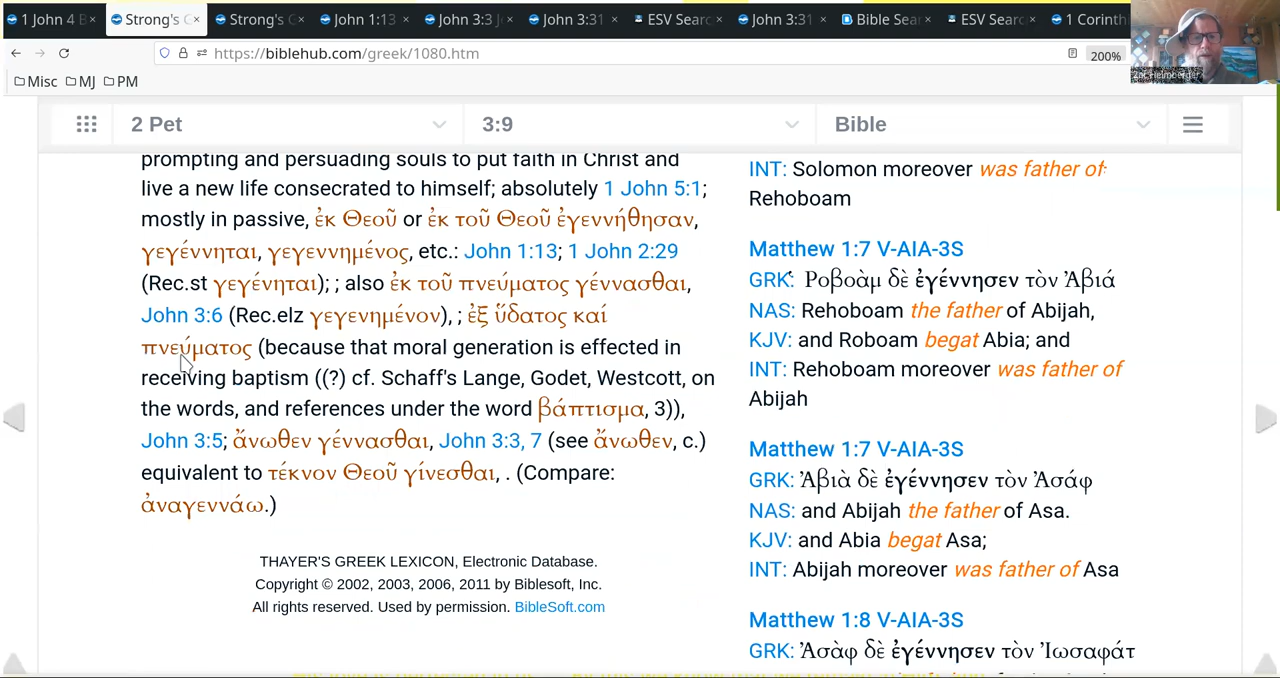 1 John 4 B
Strong's G
Strong's G
John 1:13
John 3:3 J
John 3:31
ESV Sear
John 3:31
Bible Sear
ESV Sear
1 Corinth
https://biblehub.com/greek/1080.htm
200%
Misc
MJ
PM
2 Pet
3:9
Bible
prompting and persuading souls to put faith in Christ and
live a new life consecrated to himself; absolutely 1 John 5:1;
mostly in passive, ἐκ Θεοῦ or ἐκ τοῦ Θεοῦ ἐγεννήθησαν,
γεγέννηται, γεγεννημένος, etc.: John 1:13; 1 John 2:29
(Rec.st γεγένηται); ; also ἐκ τοῦ πνεύματος γέννασθαι,
John 3:6 (Rec.elz γεγενημένον), ; ἐξ ὕδατος καί
πνεύματος (because that moral generation is effected in
receiving baptism ((?) cf. Schaff's Lange, Godet, Westcott, on
the words, and references under the word βάπτισμα, 3)),
John 3:5; ἄνωθεν γέννασθαι, John 3:3, 7 (see ἄνωθεν, c.)
equivalent to τέκνον Θεοῦ γίνεσθαι, . (Compare:
ἀναγεννάω.)
THAYER'S GREEK LEXICON, Electronic Database.
Copyright © 2002, 2003, 2006, 2011 by Biblesoft, Inc.
All rights reserved. Used by permission. BibleSoft.com
INT: Solomon moreover was father of
Rehoboam
Matthew 1:7 V-AIA-3S
GRK: Ῥοβοὰμ δὲ ἐγέννησεν τὸν Ἀβιά
NAS: Rehoboam the father of Abijah,
KJV: and Roboam begat Abia; and
INT: Rehoboam moreover was father of
Abijah
Matthew 1:7 V-AIA-3S
GRK: Ἀβιὰ δὲ ἐγέννησεν τὸν Ἀσάφ
NAS: and Abijah the father of Asa.
KJV: and Abia begat Asa;
INT: Abijah moreover was father of Asa
Matthew 1:8 V-AIA-3S
GRK: Ἀσὰφ δὲ ἐγέννησεν τὸν Ἰωσαφάτ